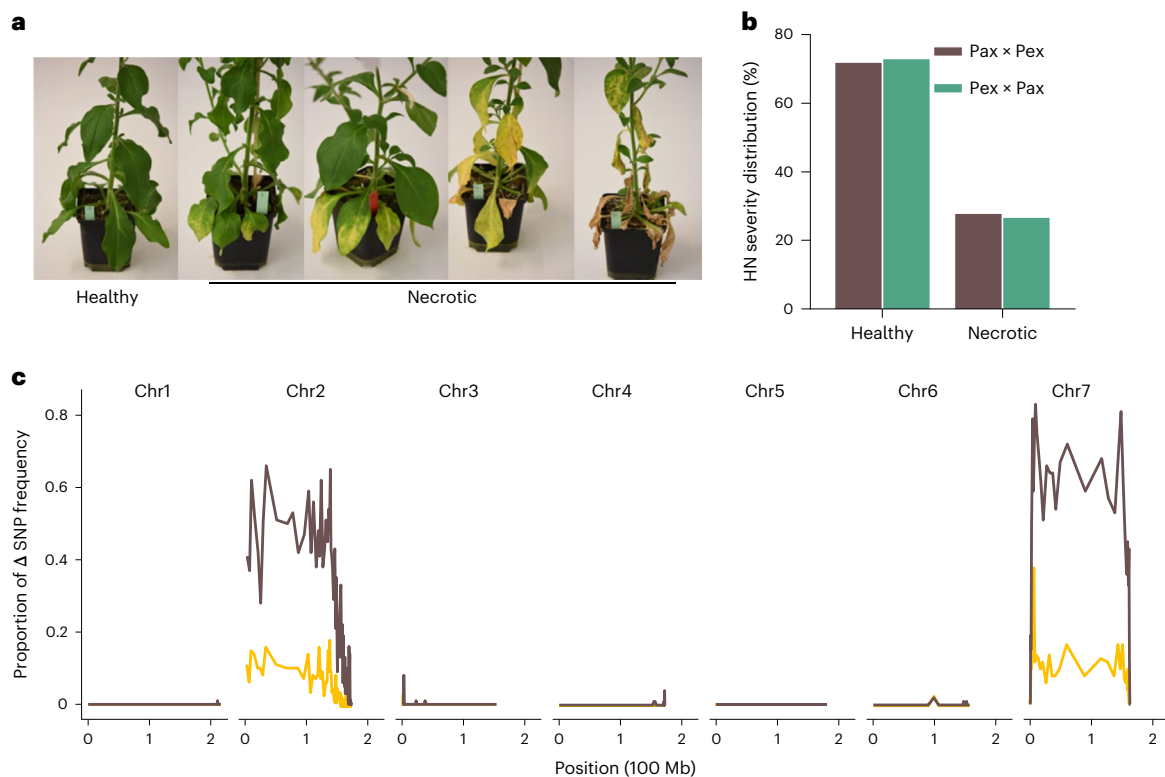 a
Healthy
Necrotic
b
HN severity distribution (%)
80
60
40
20
0
Pax × Pex
Pex × Pax
Healthy
Necrotic
c
Chr1
Chr2
Chr3
Chr4
Chr5
Chr6
Chr7
Proportion of Δ SNP frequency
0.8
0.6
0.4
0.2
0
0 1 2
0 1 2
0 1 2
0 1 2
0 1 2
0 1 2
0 1 2
Position (100 Mb)